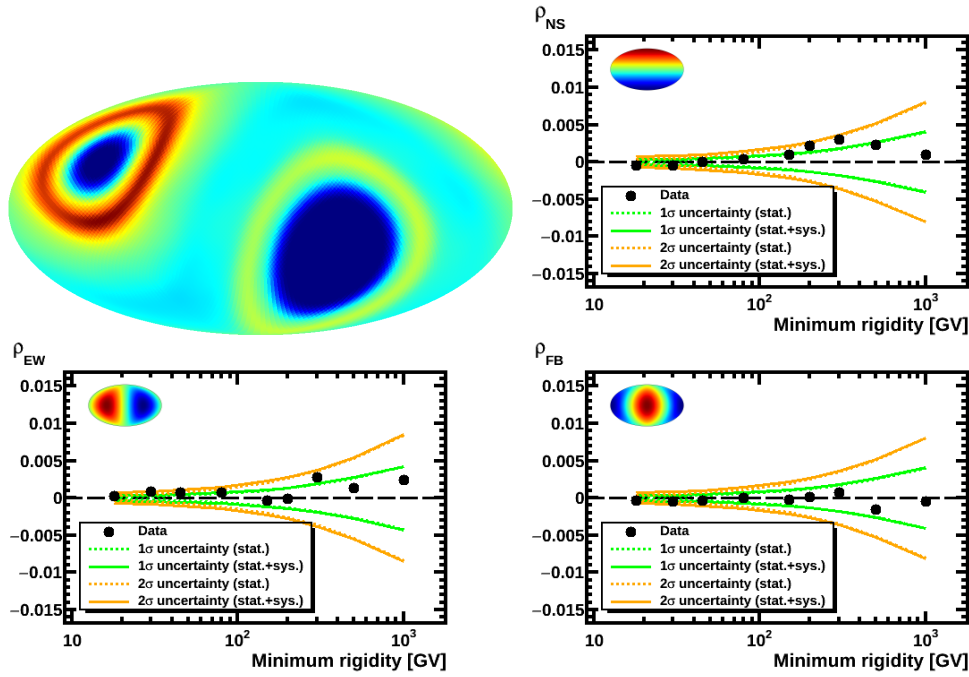 ρNS
0.015
0.01
0.005
0
−0.005
−0.01
−0.015
Data
1σ uncertainty (stat.)
1σ uncertainty (stat.+sys.)
2σ uncertainty (stat.)
2σ uncertainty (stat.+sys.)
10 10² 10³
Minimum rigidity [GV]
ρEW
0.015
0.01
0.005
0
−0.005
−0.01
−0.015
Data
1σ uncertainty (stat.)
1σ uncertainty (stat.+sys.)
2σ uncertainty (stat.)
2σ uncertainty (stat.+sys.)
10 10² 10³
Minimum rigidity [GV]
ρFB
0.015
0.01
0.005
0
−0.005
−0.01
−0.015
Data
1σ uncertainty (stat.)
1σ uncertainty (stat.+sys.)
2σ uncertainty (stat.)
2σ uncertainty (stat.+sys.)
10 10² 10³
Minimum rigidity [GV]